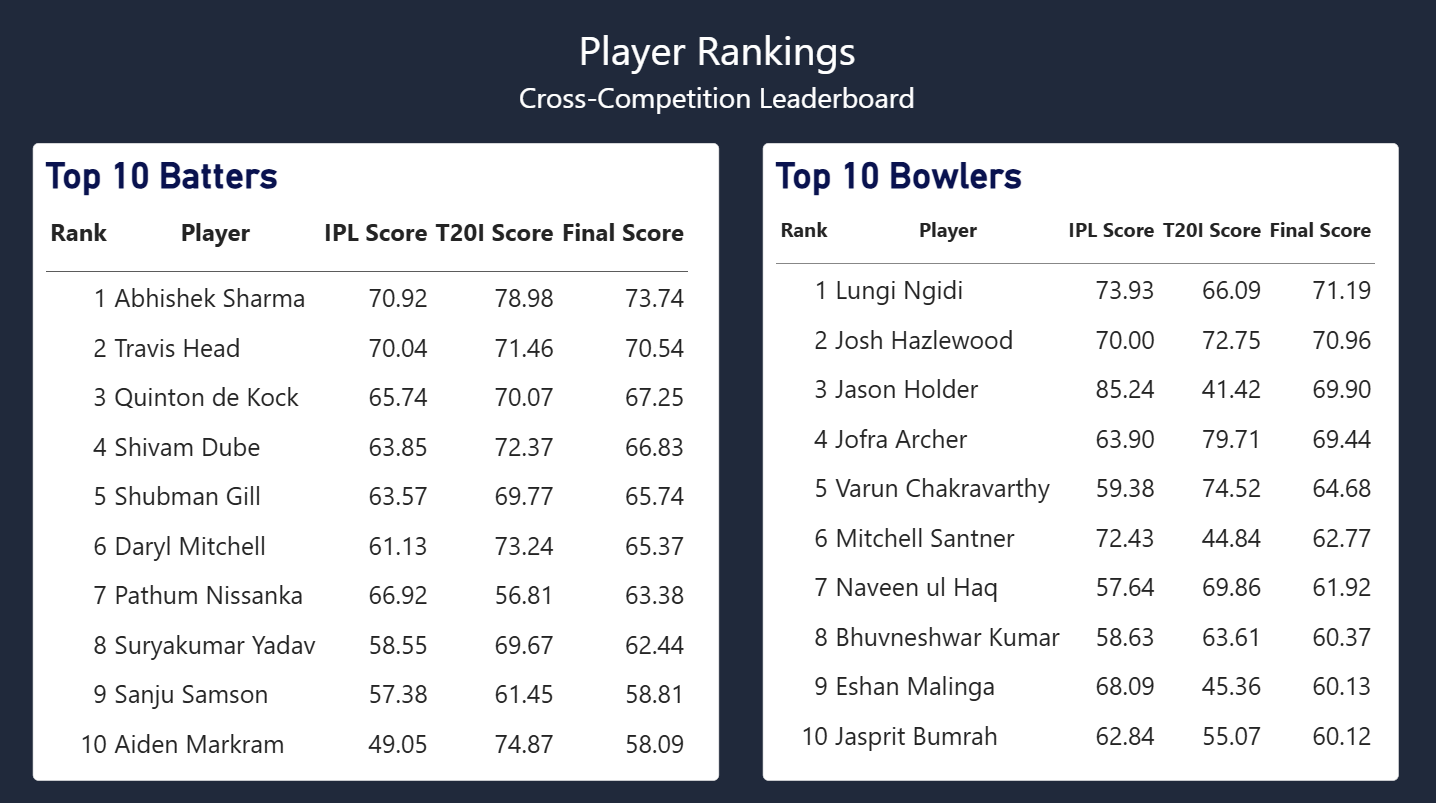 Player Rankings
Cross-Competition Leaderboard
Top 10 Batters
Rank Player IPL Score T20I Score Final Score
1 Abhishek Sharma 70.92 78.98 73.74
2 Travis Head 70.04 71.46 70.54
3 Quinton de Kock 65.74 70.07 67.25
4 Shivam Dube 63.85 72.37 66.83
5 Shubman Gill 63.57 69.77 65.74
6 Daryl Mitchell 61.13 73.24 65.37
7 Pathum Nissanka 66.92 56.81 63.38
8 Suryakumar Yadav 58.55 69.67 62.44
9 Sanju Samson 57.38 61.45 58.81
10 Aiden Markram 49.05 74.87 58.09
Top 10 Bowlers
Rank Player IPL Score T20I Score Final Score
1 Lungi Ngidi 73.93 66.09 71.19
2 Josh Hazlewood 70.00 72.75 70.96
3 Jason Holder 85.24 41.42 69.90
4 Jofra Archer 63.90 79.71 69.44
5 Varun Chakravarthy 59.38 74.52 64.68
6 Mitchell Santner 72.43 44.84 62.77
7 Naveen ul Haq 57.64 69.86 61.92
8 Bhuvneshwar Kumar 58.63 63.61 60.37
9 Eshan Malinga 68.09 45.36 60.13
10 Jasprit Bumrah 62.84 55.07 60.12